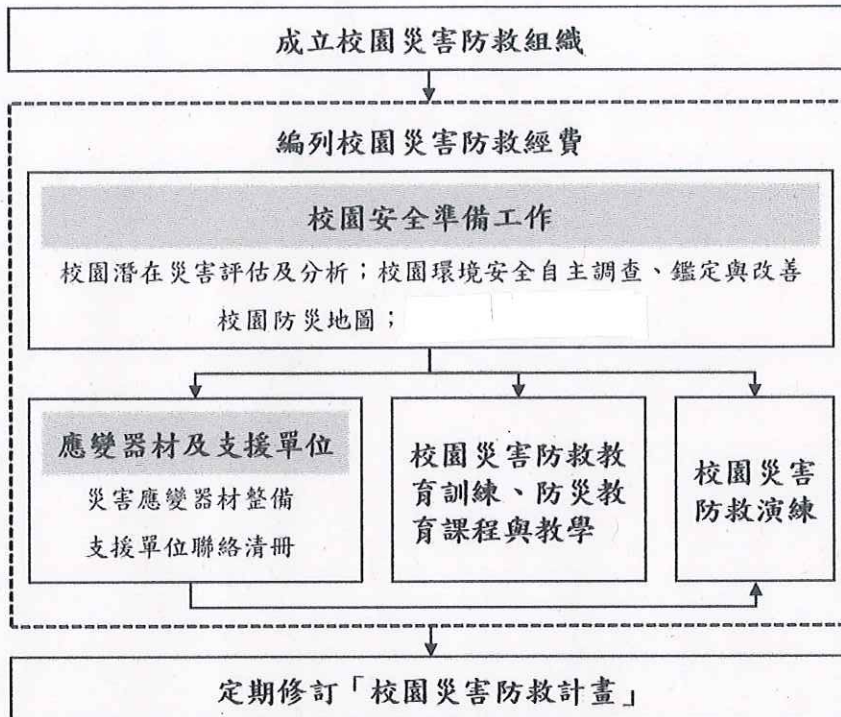 成立校園災害防救組織
編列校園災害防救經費
校園安全準備工作
校園潛在災害評估及分析；校園環境安全自主調查、鑑定與改善
校園防災地圖；
應變器材及支援單位
災害應變器材整備
支援單位聯絡清冊
校園災害防救教
育訓練、防災教
育課程與教學
校園災害
防救演練
定期修訂「校園災害防救計畫」